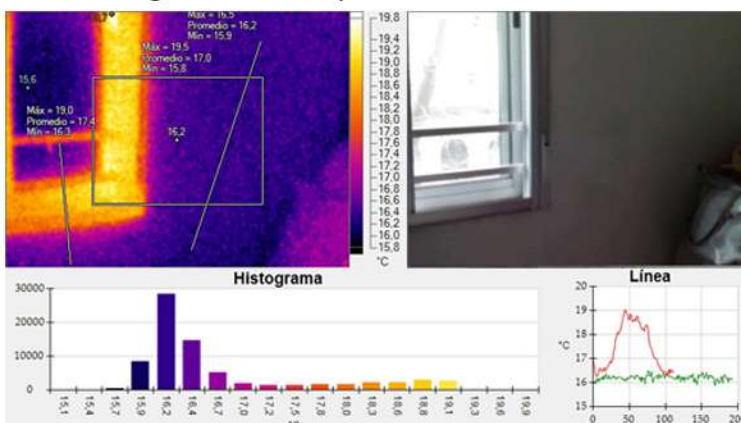 Máx = 16,5
Promedio = 16,2
Mín = 15,9
Máx = 19,5
Promedio = 17,0
Mín = 15,8
15,6
Máx = 19,0
Promedio = 17,4
Mín = 16,3
16,2
19,8
19,4
19,2
19,0
18,8
18,6
18,4
18,2
18,0
17,8
17,6
17,4
17,2
17,0
16,8
16,6
16,4
16,2
16,0
15,8
°C
Histograma
30000
20000
10000
0
15,1 15,4 15,7 15,9 16,2 16,4 16,7 17,0 17,2 17,5 17,8 18,0 18,3 18,6 18,8 19,1 19,3 19,6 19,9
Línea
20
19
18
17
16
15
°C
0 50 100 150